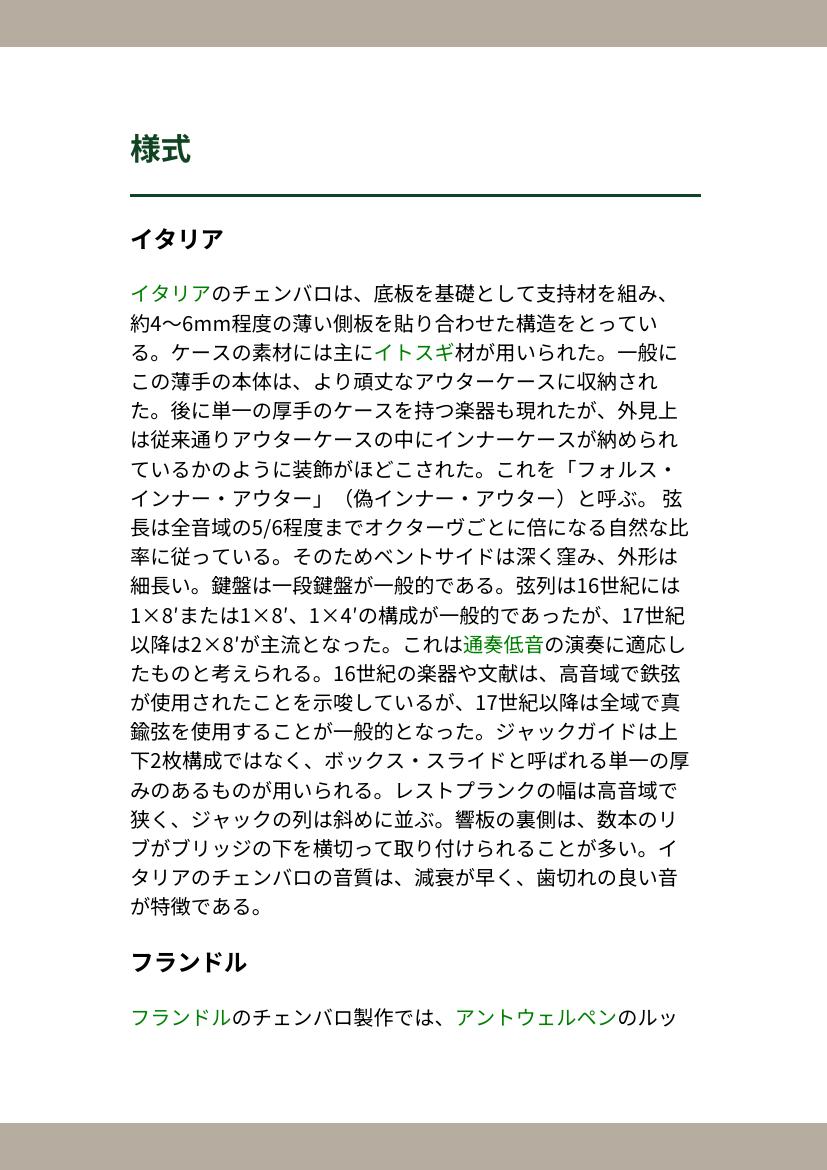 様式
イタリア
イタリアのチェンバロは、底板を基礎として支持材を組み、
約4〜6mm程度の薄い側板を貼り合わせた構造をとってい
る。ケースの素材には主にイトスギ材が用いられた。一般に
この薄手の本体は、より頑丈なアウターケースに収納され
た。後に単一の厚手のケースを持つ楽器も現れたが、外見上
は従来通りアウターケースの中にインナーケースが納められ
ているかのように装飾がほどこされた。これを「フォルス・
インナー・アウター」（偽インナー・アウター）と呼ぶ。 弦
長は全音域の5/6程度までオクターヴごとに倍になる自然な比
率に従っている。そのためベントサイドは深く窪み、外形は
細長い。鍵盤は一段鍵盤が一般的である。弦列は16世紀には
1×8′または1×8′、1×4′の構成が一般的であったが、17世紀
以降は2×8′が主流となった。これは通奏低音の演奏に適応し
たものと考えられる。16世紀の楽器や文献は、高音域で鉄弦
が使用されたことを示唆しているが、17世紀以降は全域で真
鍮弦を使用することが一般的となった。ジャックガイドは上
下2枚構成ではなく、ボックス・スライドと呼ばれる単一の厚
みのあるものが用いられる。レストプランクの幅は高音域で
狭く、ジャックの列は斜めに並ぶ。響板の裏側は、数本のリ
ブがブリッジの下を横切って取り付けられることが多い。イ
タリアのチェンバロの音質は、減衰が早く、歯切れの良い音
が特徴である。
フランドル
フランドルのチェンバロ製作では、アントウェルペンのルッ